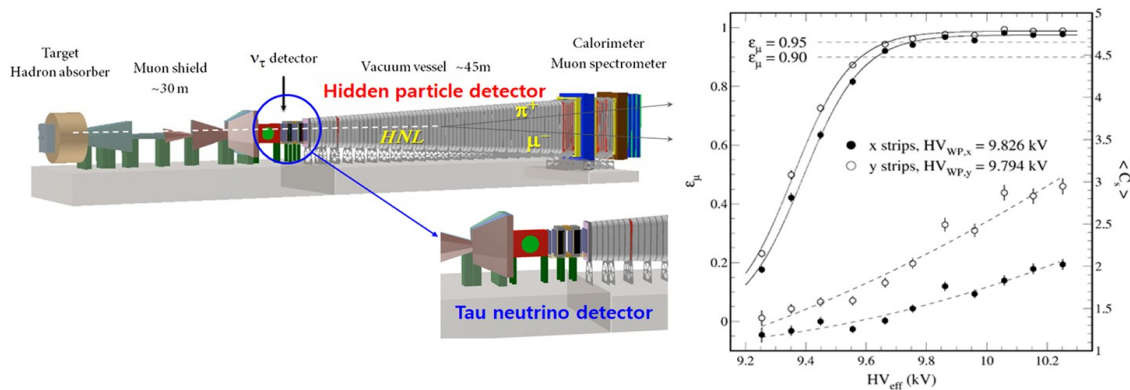 Target
Hadron absorber
Muon shield
~30 m
ντ detector
Vacuum vessel ~45m
Calorimeter
Muon spectrometer
Hidden particle detector
π+
HNL
μ−
Tau neutrino detector
1
0.8
0.6
0.4
0.2
0
εμ
εμ = 0.95
εμ = 0.90
x strips, HVWP,x = 9.826 kV
y strips, HVWP,y = 9.794 kV
5
4.5
4
3.5
3
2.5
2
1.5
1
< Cs >
9.2 9.4 9.6 9.8 10 10.2
HVeff (kV)